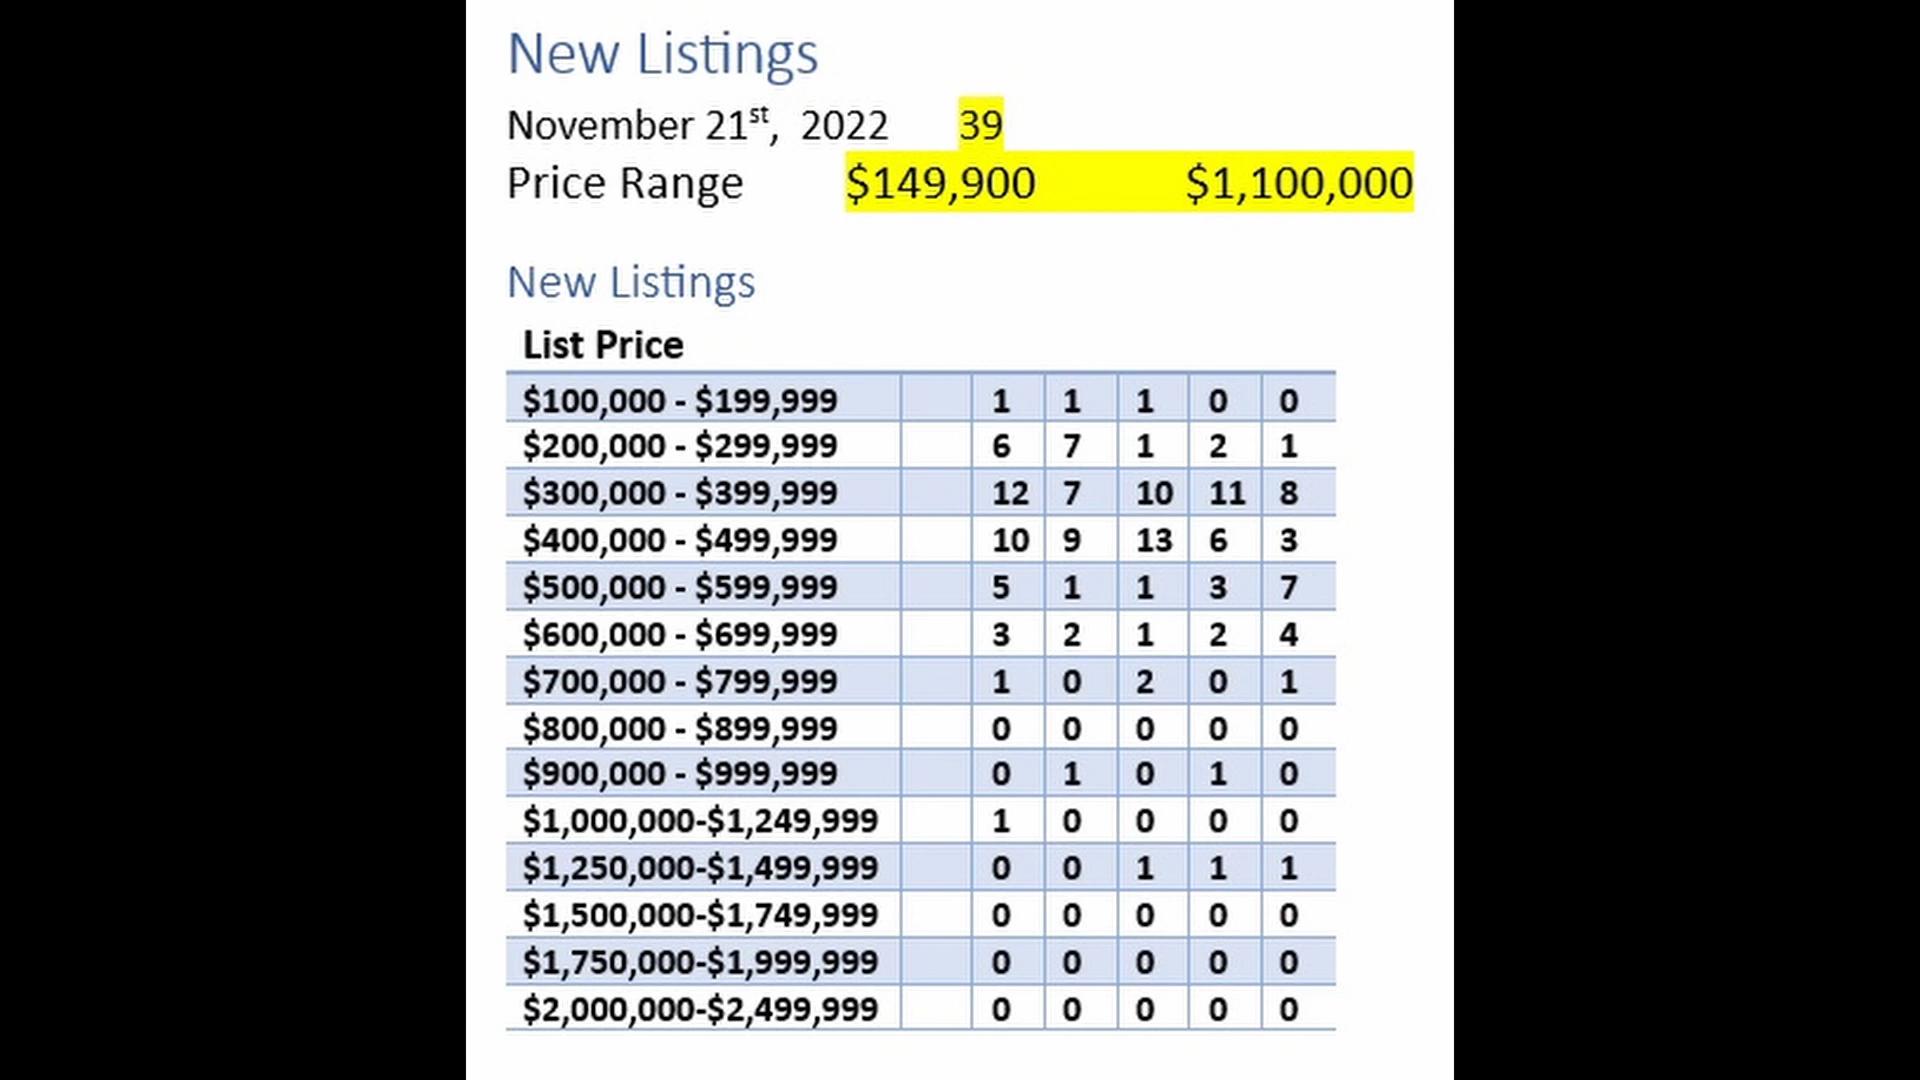 New Listings
November 21st, 2022 39
Price Range $149,900 $1,100,000
New Listings
List Price
$100,000 - $199,999 1 1 1 0 0
$200,000 - $299,999 6 7 1 2 1
$300,000 - $399,999 12 7 10 11 8
$400,000 - $499,999 10 9 13 6 3
$500,000 - $599,999 5 1 1 3 7
$600,000 - $699,999 3 2 1 2 4
$700,000 - $799,999 1 0 2 0 1
$800,000 - $899,999 0 0 0 0 0
$900,000 - $999,999 0 1 0 1 0
$1,000,000-$1,249,999 1 0 0 0 0
$1,250,000-$1,499,999 0 0 1 1 1
$1,500,000-$1,749,999 0 0 0 0 0
$1,750,000-$1,999,999 0 0 0 0 0
$2,000,000-$2,499,999 0 0 0 0 0